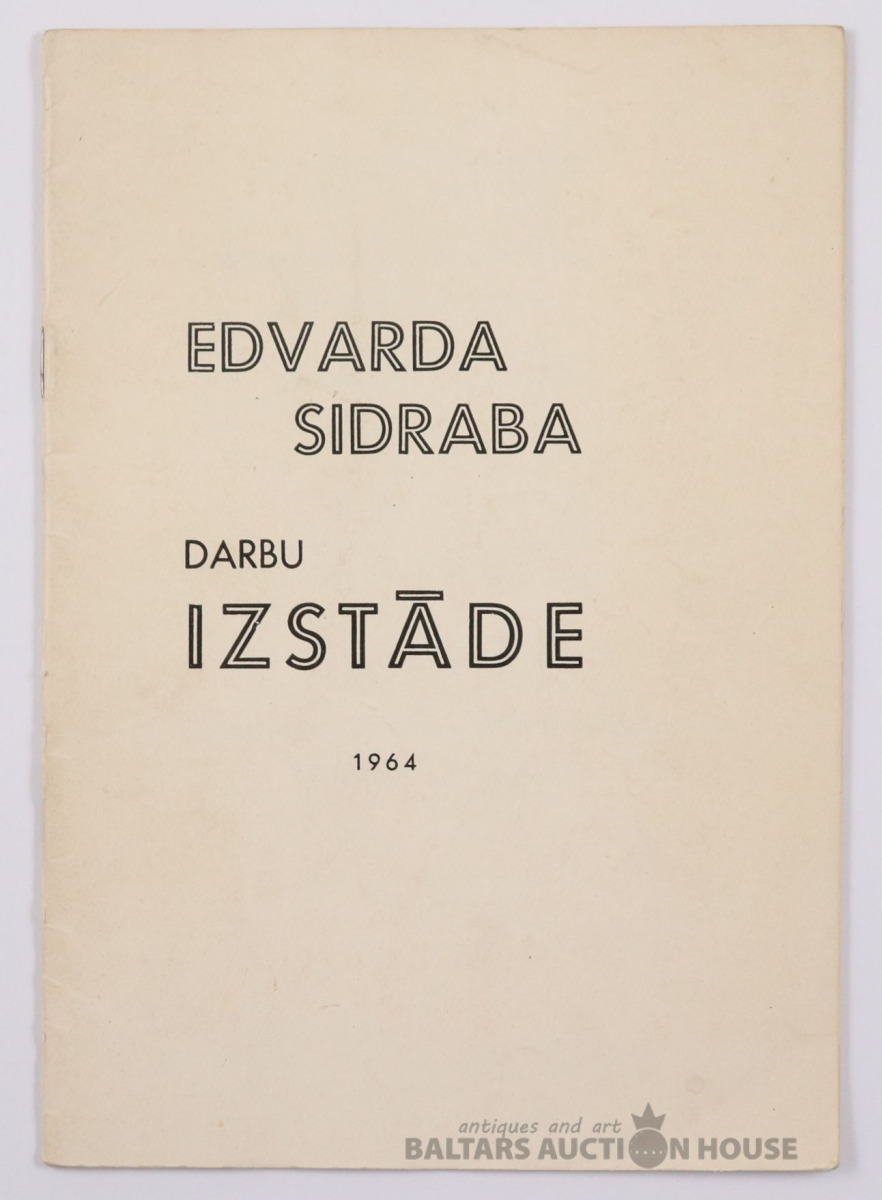 EDVARDA
SIDRABA
DARBU
IZSTĀDE
1964
antiques and art
BALTARS AUCTION HOUSE